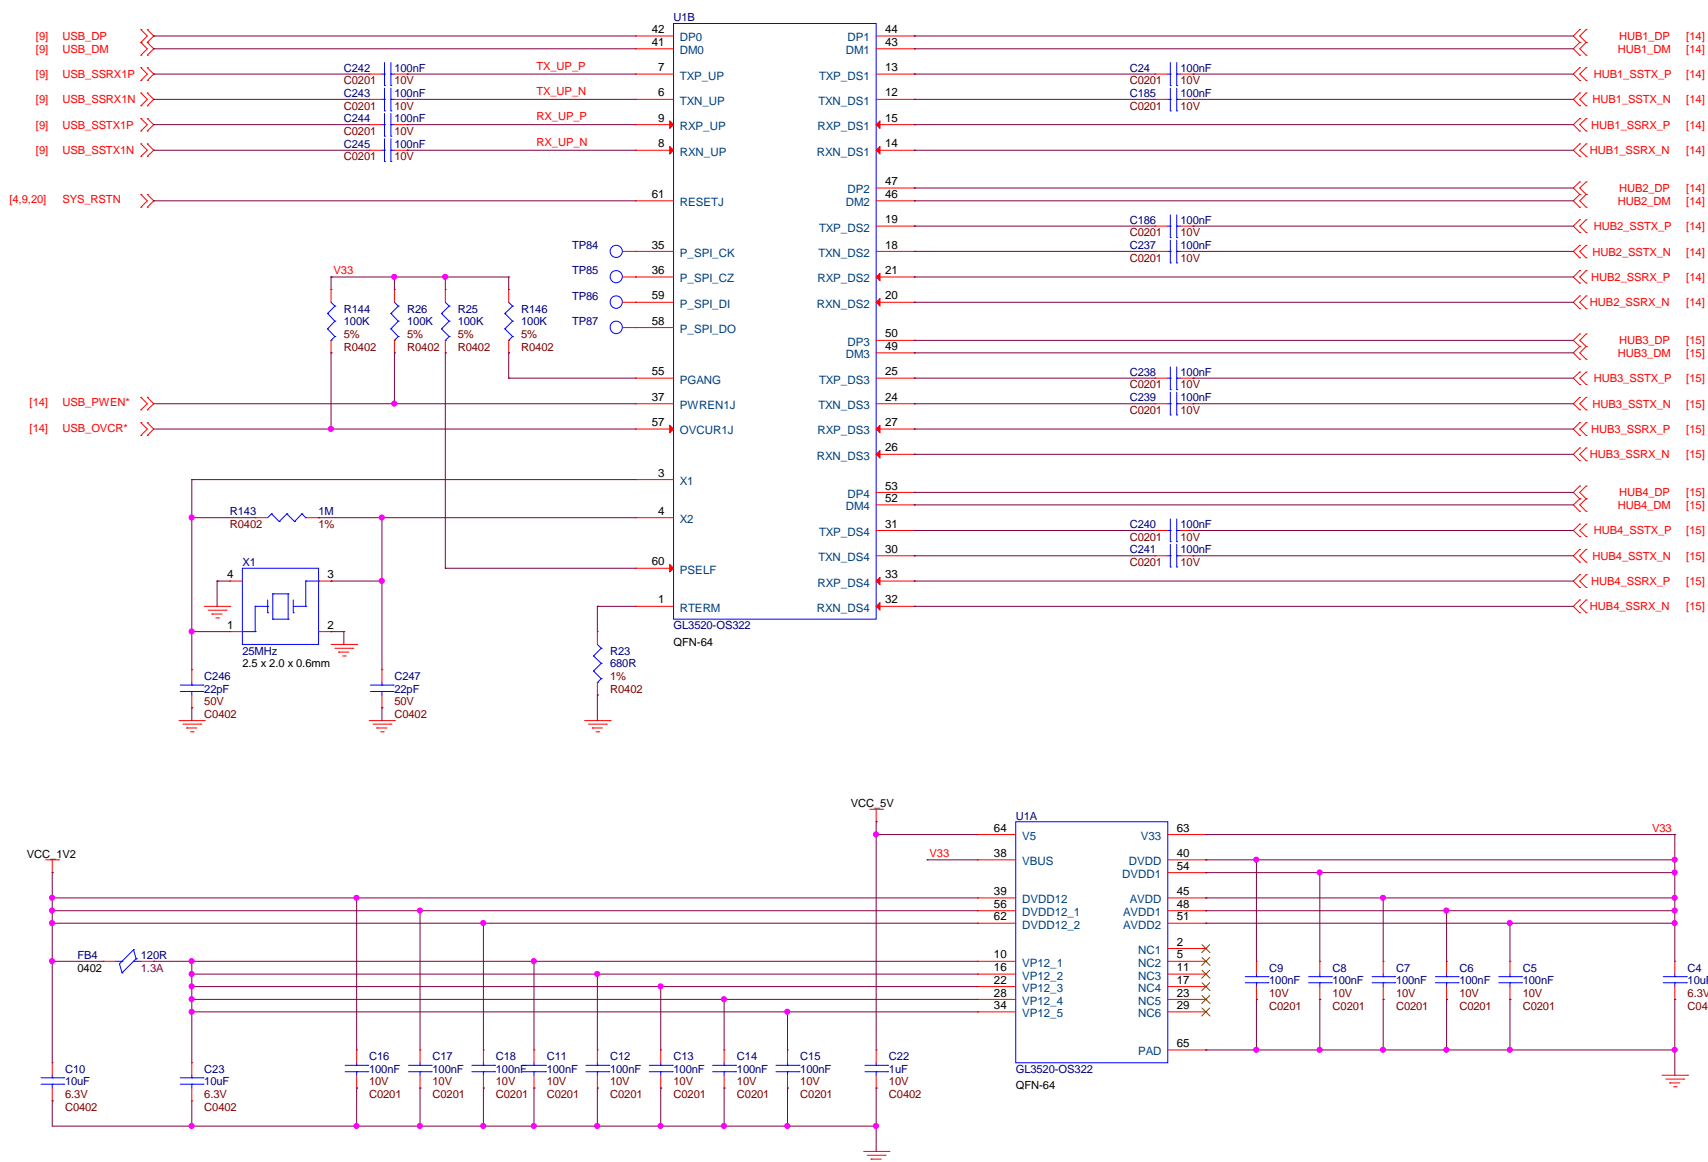 U1B
[9] USB_DP 42 DP0 DP1 44 HUB1_DP [14]
[9] USB_DM 41 DM0 DM1 43 HUB1_DM [14]
[9] USB_SSRX1P C242 100nF C0201 10V TX_UP_P 7 TXP_UP TXP_DS1 13 C24 100nF C0201 10V HUB1_SSTX_P [14]
[9] USB_SSRX1N C243 100nF C0201 10V TX_UP_N 6 TXN_UP TXN_DS1 12 C185 100nF C0201 10V HUB1_SSTX_N [14]
[9] USB_SSTX1P C244 100nF C0201 10V RX_UP_P 9 RXP_UP RXP_DS1 15 HUB1_SSRX_P [14]
[9] USB_SSTX1N C245 100nF C0201 10V RX_UP_N 8 RXN_UP RXN_DS1 14 HUB1_SSRX_N [14]
DP2 47 HUB2_DP [14]
[4,9,20] SYS_RSTN 61 RESETJ DM2 46 HUB2_DM [14]
TXP_DS2 19 C186 100nF C0201 10V HUB2_SSTX_P [14]
TP84 35 P_SPI_CK TXN_DS2 18 C237 100nF C0201 10V HUB2_SSTX_N [14]
TP85 36 P_SPI_CZ RXP_DS2 21 HUB2_SSRX_P [14]
TP86 59 P_SPI_DI RXN_DS2 20 HUB2_SSRX_N [14]
TP87 58 P_SPI_DO
V33
R144 R26 R25 R146
100K 100K 100K 100K
5% 5% 5% 5%
R0402 R0402 R0402 R0402
DP3 50 HUB3_DP [15]
DM3 49 HUB3_DM [15]
55 PGANG TXP_DS3 25 C238 100nF C0201 10V HUB3_SSTX_P [15]
[14] USB_PWEN* 37 PWREN1J TXN_DS3 24 C239 100nF C0201 10V HUB3_SSTX_N [15]
[14] USB_OVCR* 57 OVCUR1J RXP_DS3 27 HUB3_SSRX_P [15]
RXN_DS3 26 HUB3_SSRX_N [15]
3 X1
DP4 53 HUB4_DP [15]
DM4 52 HUB4_DM [15]
R143 1M R0402 1%
4 X2
TXP_DS4 31 C240 100nF C0201 10V HUB4_SSTX_P [15]
TXN_DS4 30 C241 100nF C0201 10V HUB4_SSTX_N [15]
60 PSELF RXP_DS4 33 HUB4_SSRX_P [15]
1 RTERM RXN_DS4 32 HUB4_SSRX_N [15]
X1
4 3
1 2
25MHz
2.5 x 2.0 x 0.6mm
GL3520-OS322
QFN-64
R23
680R
1%
R0402
C246 C247
22pF 22pF
50V 50V
C0402 C0402
VCC_5V
U1A
64 V5 V33 63 V33
VCC_1V2
V33 38 VBUS DVDD 40
DVDD1 54
39 DVDD12 AVDD 45
56 DVDD12_1 AVDD1 48
62 DVDD12_2 AVDD2 51
NC1 2
FB4 120R
0402 1.3A
10 VP12_1 NC2 5
16 VP12_2 NC3 11
22 VP12_3 NC4 17
28 VP12_4 NC5 23
34 VP12_5 NC6 29
C9 C8 C7 C6 C5 C4
100nF 100nF 100nF 100nF 100nF 10uF
10V 10V 10V 10V 10V 6.3V
C0201 C0201 C0201 C0201 C0201 C04
PAD 65
GL3520-OS322
QFN-64
C10 C23 C16 C17 C18 C11 C12 C13 C14 C15 C22
10uF 10uF 100nF 100nF 100nF 100nF 100nF 100nF 100nF 100nF 1uF
6.3V 6.3V 10V 10V 10V 10V 10V 10V 10V 10V 10V
C0402 C0402 C0201 C0201 C0201 C0201 C0201 C0201 C0201 C0201 C0402